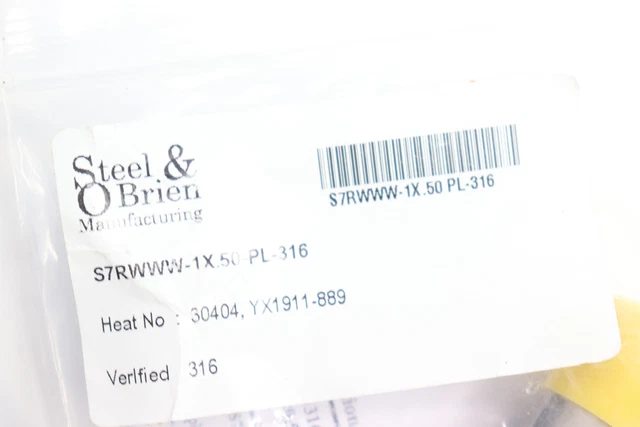 Steel & O'Brien
Manufacturing
S7RWWW-1X.50 PL-316
S7RWWW-1X.50-PL-316
Heat No : 30404, YX1911-889
Verlfied 316